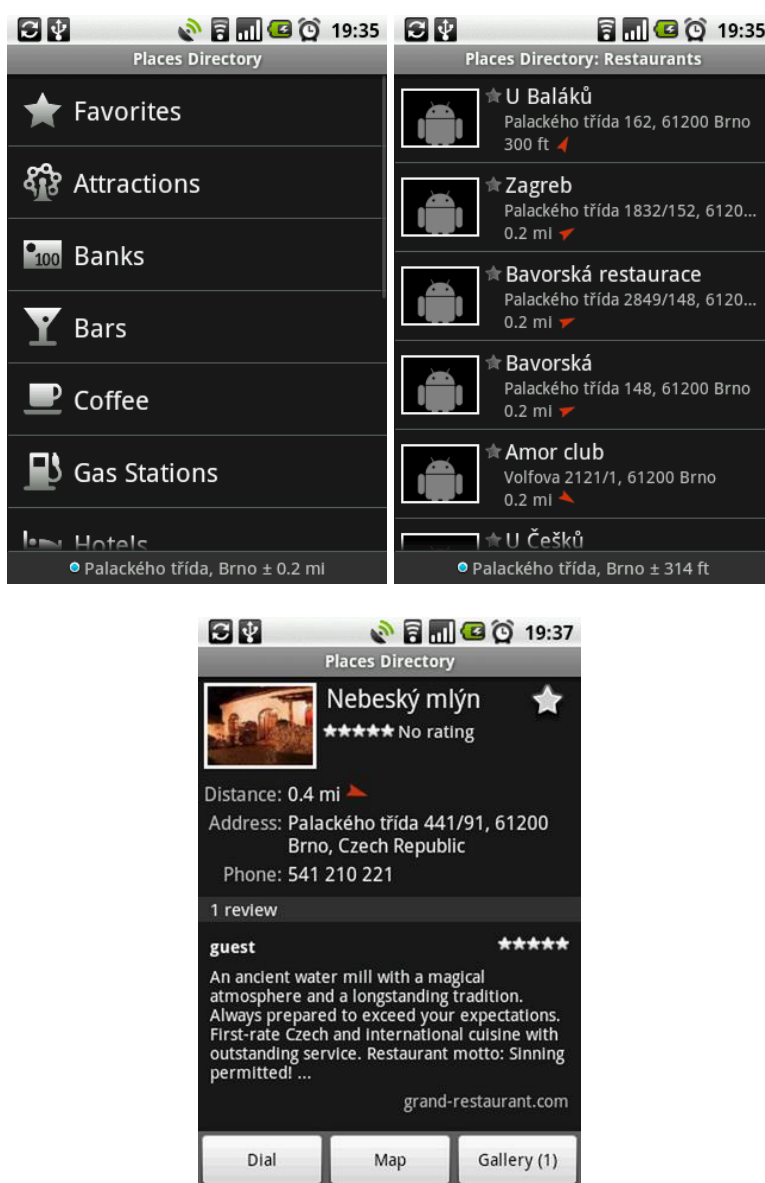 19:35
Places Directory
Favorites
Attractions
100 Banks
Bars
Coffee
Gas Stations
Hotels
Palackého třída, Brno ± 0.2 mi
19:35
Places Directory: Restaurants
U Baláků
Palackého třída 162, 61200 Brno
300 ft
Zagreb
Palackého třída 1832/152, 6120...
0.2 mi
Bavorská restaurace
Palackého třída 2849/148, 6120...
0.2 mi
Bavorská
Palackého třída 148, 61200 Brno
0.2 mi
Amor club
Volfova 2121/1, 61200 Brno
0.2 mi
U Češků
Palackého třída, Brno ± 314 ft
19:37
Places Directory
Nebeský mlýn
No rating
Distance: 0.4 mi
Address: Palackého třída 441/91, 61200
Brno, Czech Republic
Phone: 541 210 221
1 review
guest
An ancient water mill with a magical
atmosphere and a longstanding tradition.
Always prepared to exceed your expectations.
First-rate Czech and international cuisine with
outstanding service. Restaurant motto: Sinning
permitted! ...
grand-restaurant.com
Dial
Map
Gallery (1)